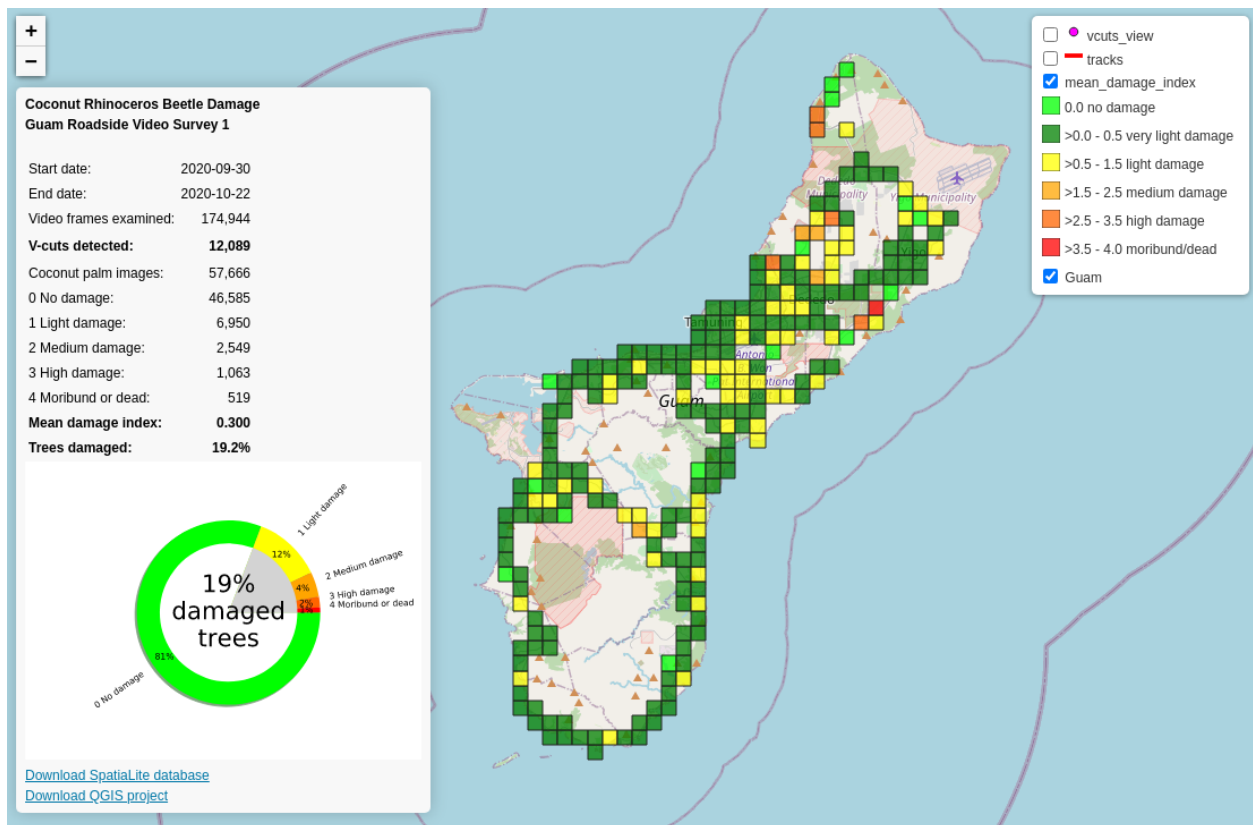 +
−
Coconut Rhinoceros Beetle Damage
Guam Roadside Video Survey 1
Start date: 2020-09-30
End date: 2020-10-22
Video frames examined: 174,944
V-cuts detected: 12,089
Coconut palm images: 57,666
0 No damage: 46,585
1 Light damage: 6,950
2 Medium damage: 2,549
3 High damage: 1,063
4 Moribund or dead: 519
Mean damage index: 0.300
Trees damaged: 19.2%
1 Light damage
12%
2 Medium damage
4%
3 High damage
2%
4 Moribund or dead
1%
19%
damaged
trees
81%
0 No damage
Download SpatiaLite database
Download QGIS project
vcuts_view
tracks
mean_damage_index
0.0 no damage
>0.0 - 0.5 very light damage
>0.5 - 1.5 light damage
>1.5 - 2.5 medium damage
>2.5 - 3.5 high damage
>3.5 - 4.0 moribund/dead
Guam
Municipality
Municipality
Yigo
Dededo
Tamuning
Guam